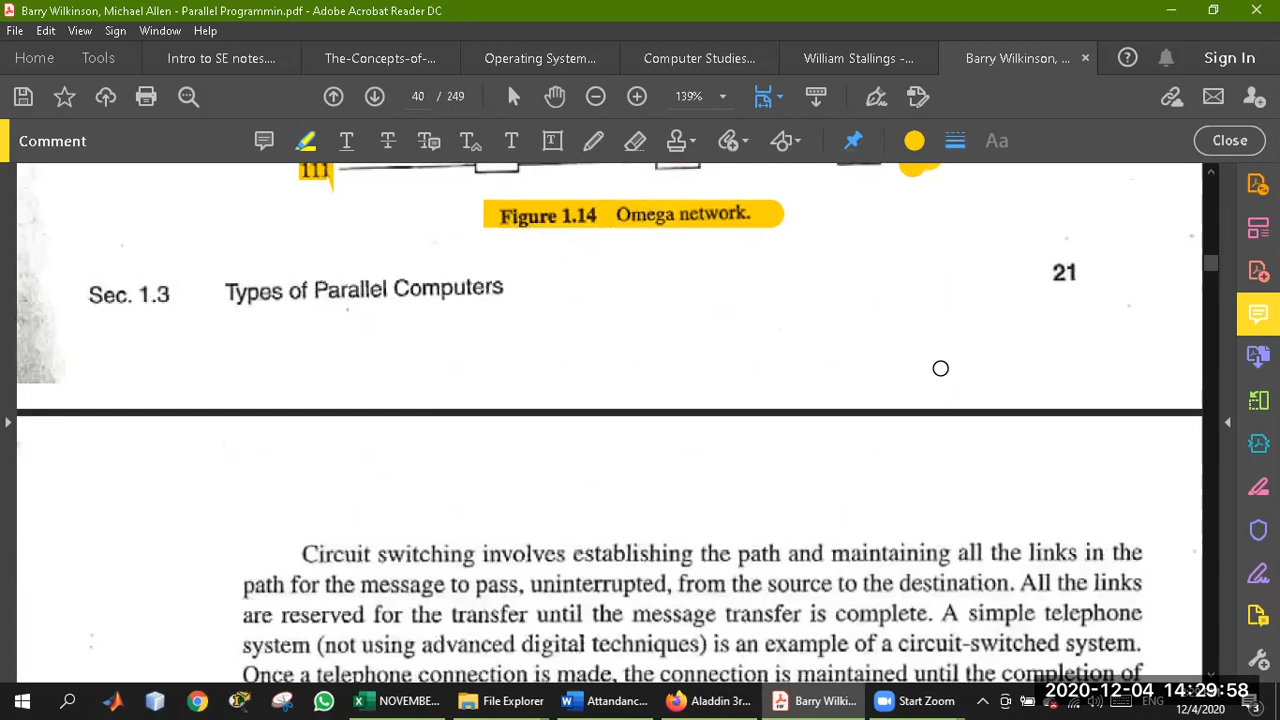 Barry Wilkinson, Michael Allen - Parallel Programmin.pdf - Adobe Acrobat Reader DC
File Edit View Sign Window Help
Home Tools Intro to SE notes.... The-Concepts-of-... Operating System... Computer Studies... William Stallings -... Barry Wilkinson, ... Sign In
40 / 249 139%
Comment Aa Close
111
Figure 1.14 Omega network.
Sec. 1.3 Types of Parallel Computers 21
Circuit switching involves establishing the path and maintaining all the links in the
path for the message to pass, uninterrupted, from the source to the destination. All the links
are reserved for the transfer until the message transfer is complete. A simple telephone
system (not using advanced digital techniques) is an example of a circuit-switched system.
Once a telephone connection is made, the connection is maintained until the completion of
NOVEMBE... File Explorer Attandanc... Aladdin 3r... Barry Wilki... Start Zoom ENG
2020-12-04 14:29:58
12/4/2020